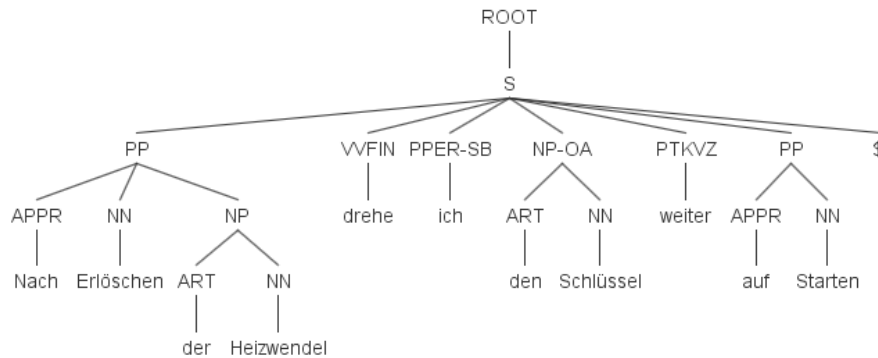 ROOT
S
PP VVFIN PPER-SB NP-OA PTKVZ PP $
APPR NN NP drehe ich ART NN weiter APPR NN
Nach Erlöschen ART NN den Schlüssel auf Starten
der Heizwendel